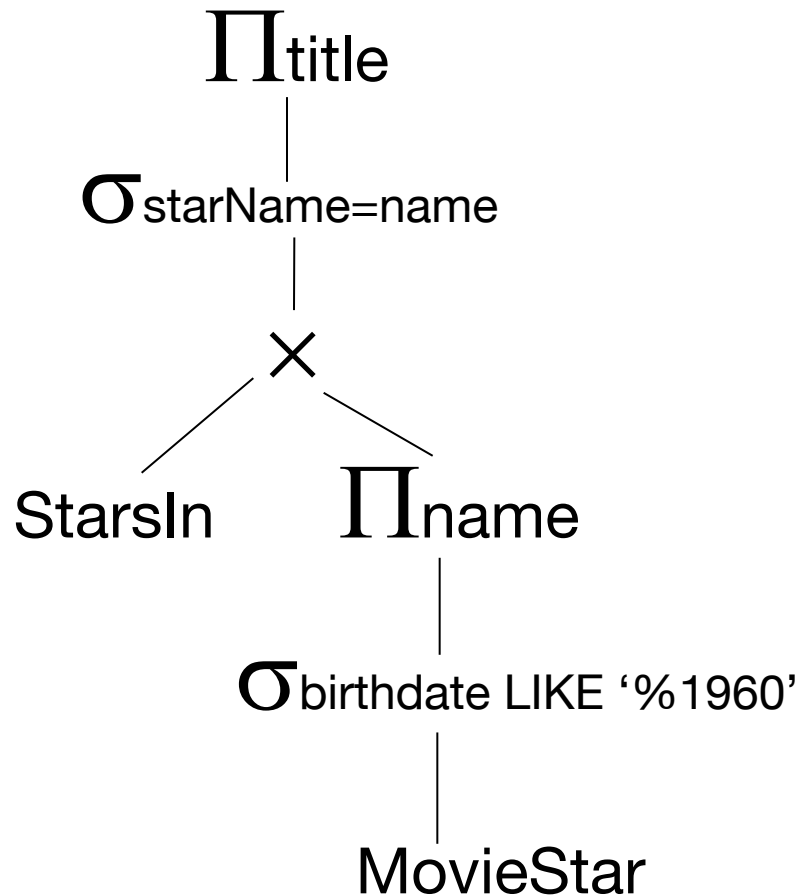 Πtitle
σstarName=name
×
StarsIn Πname
σbirthdate LIKE ‘%1960’
MovieStar